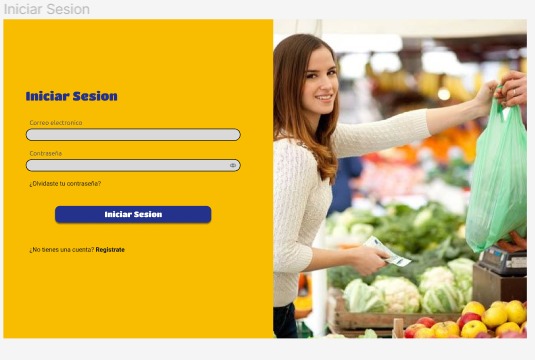 Iniciar Sesion
Iniciar Sesion
Correo electronico
Contraseña
¿Olvidaste tu contraseña?
Iniciar Sesion
¿No tienes una cuenta? Registrate